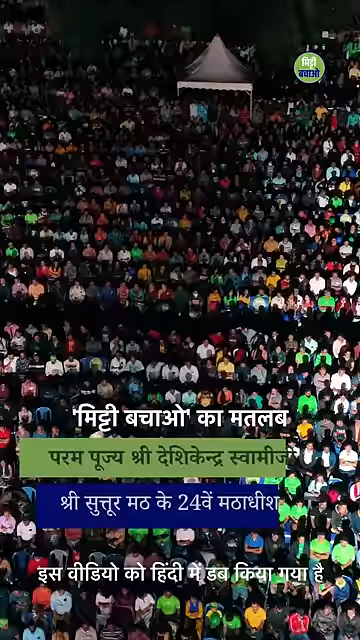 मिट्टी
बचाओ
'मिट्टी बचाओ' का मतलब
परम पूज्य श्री देशिकेन्द्र स्वामीजी
श्री सुत्तूर मठ के 24वें मठाधीश
इस वीडियो को हिंदी में डब किया गया है